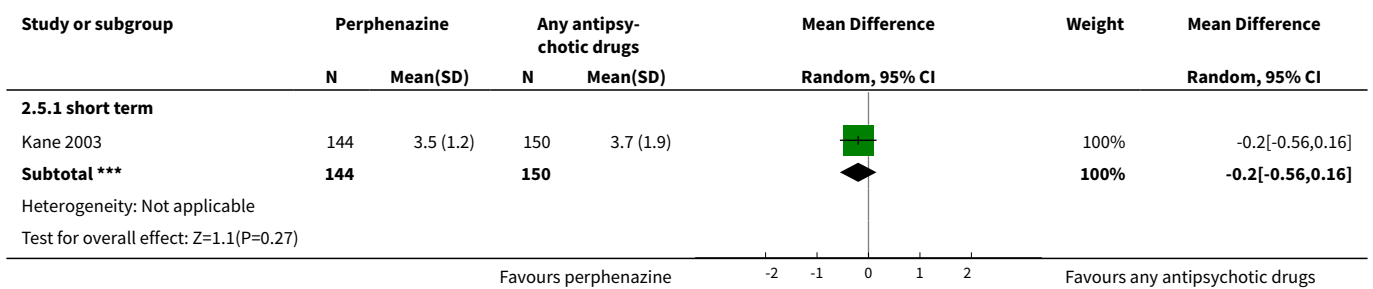 Study or subgroup Perphenazine Any antipsy- Mean Difference Weight Mean Difference
chotic drugs
N Mean(SD) N Mean(SD) Random, 95% CI Random, 95% CI
2.5.1 short term
Kane 2003 144 3.5 (1.2) 150 3.7 (1.9) 100% -0.2[-0.56,0.16]
Subtotal *** 144 150 100% -0.2[-0.56,0.16]
Heterogeneity: Not applicable
Test for overall effect: Z=1.1(P=0.27)
Favours perphenazine -2 -1 0 1 2 Favours any antipsychotic drugs